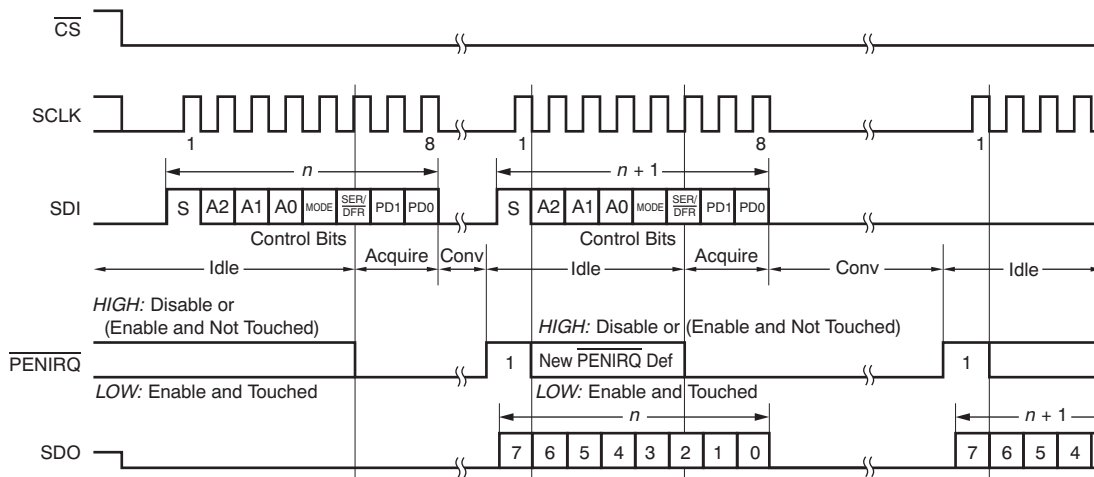 CS
SCLK
1 8 1 8 1
n n + 1
SDI S A2 A1 A0 MODE SER/DFR PD1 PD0 S A2 A1 A0 MODE SER/DFR PD1 PD0
Control Bits Control Bits
Idle Acquire Conv Idle Acquire Conv Idle
HIGH: Disable or
(Enable and Not Touched)
HIGH: Disable or (Enable and Not Touched)
PENIRQ 1 New PENIRQ Def 1
LOW: Enable and Touched LOW: Enable and Touched
n n + 1
SDO 7 6 5 4 3 2 1 0 7 6 5 4